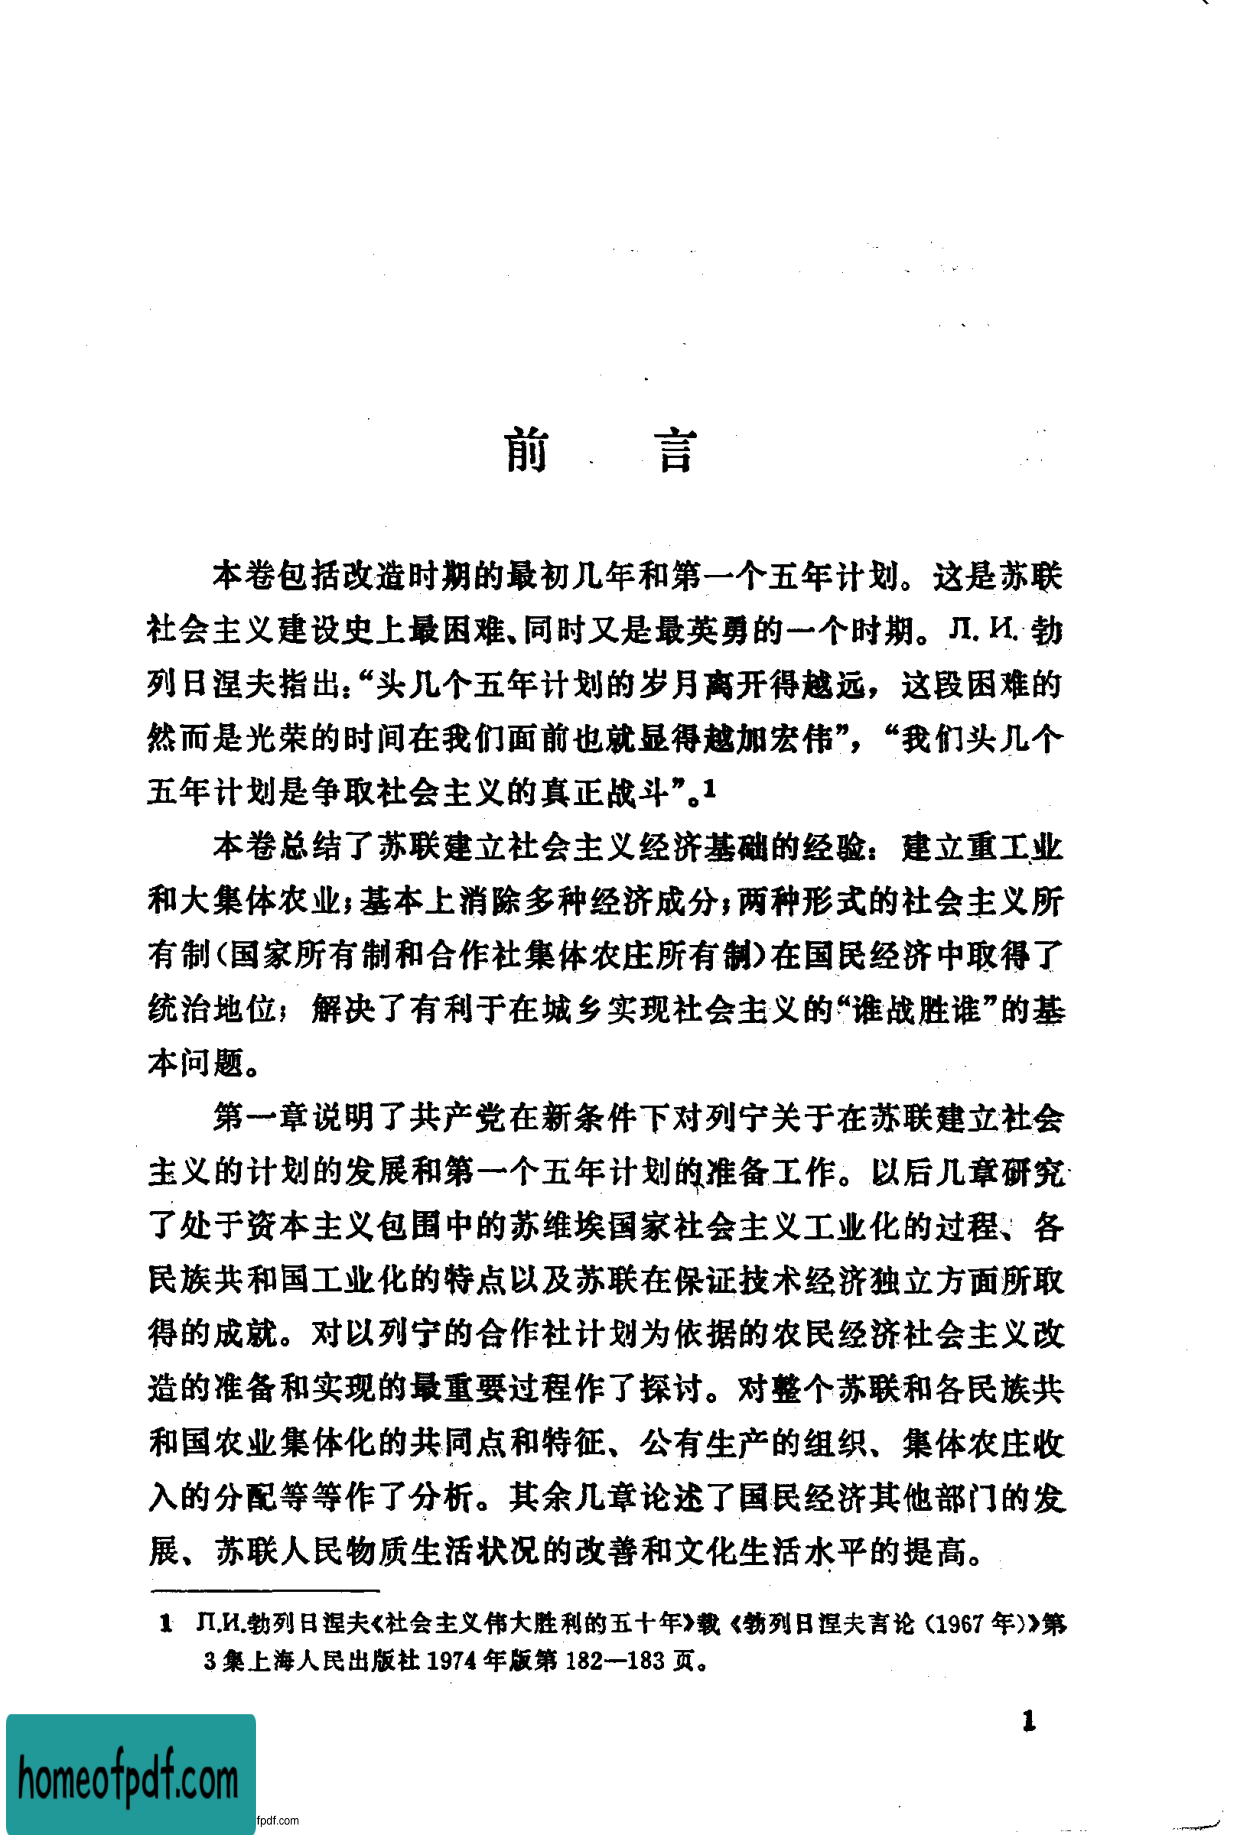 前 言
本卷包括改造时期的最初几年和第一个五年计划。这是苏联
社会主义建设史上最困难、同时又是最英勇的一个时期。Л.И.勃
列日涅夫指出：“头几个五年计划的岁月离开得越远，这段困难的
然而是光荣的时间在我们面前也就显得越加宏伟”，“我们头几个
五年计划是争取社会主义的真正战斗”。1
本卷总结了苏联建立社会主义经济基础的经验：建立重工业
和大集体农业；基本上消除多种经济成分；两种形式的社会主义所
有制（国家所有制和合作社集体农庄所有制）在国民经济中取得了
统治地位；解决了有利于在城乡实现社会主义的“谁战胜谁”的基
本问题。
第一章说明了共产党在新条件下对列宁关于在苏联建立社会
主义的计划的发展和第一个五年计划的准备工作。以后几章研究
了处于资本主义包围中的苏维埃国家社会主义工业化的过程、各
民族共和国工业化的特点以及苏联在保证技术经济独立方面所取
得的成就。对以列宁的合作社计划为依据的农民经济社会主义改
造的准备和实现的最重要过程作了探讨。对整个苏联和各民族共
和国农业集体化的共同点和特征、公有生产的组织、集体农庄收
入的分配等等作了分析。其余几章论述了国民经济其他部门的发
展、苏联人民物质生活状况的改善和文化生活水平的提高。
1 Л.И.勃列日涅夫《社会主义伟大胜利的五十年》载《勃列日涅夫言论（1967年）》第
3集上海人民出版社1974年版第182—183页。
1
homeofpdf.com
fpdf.com